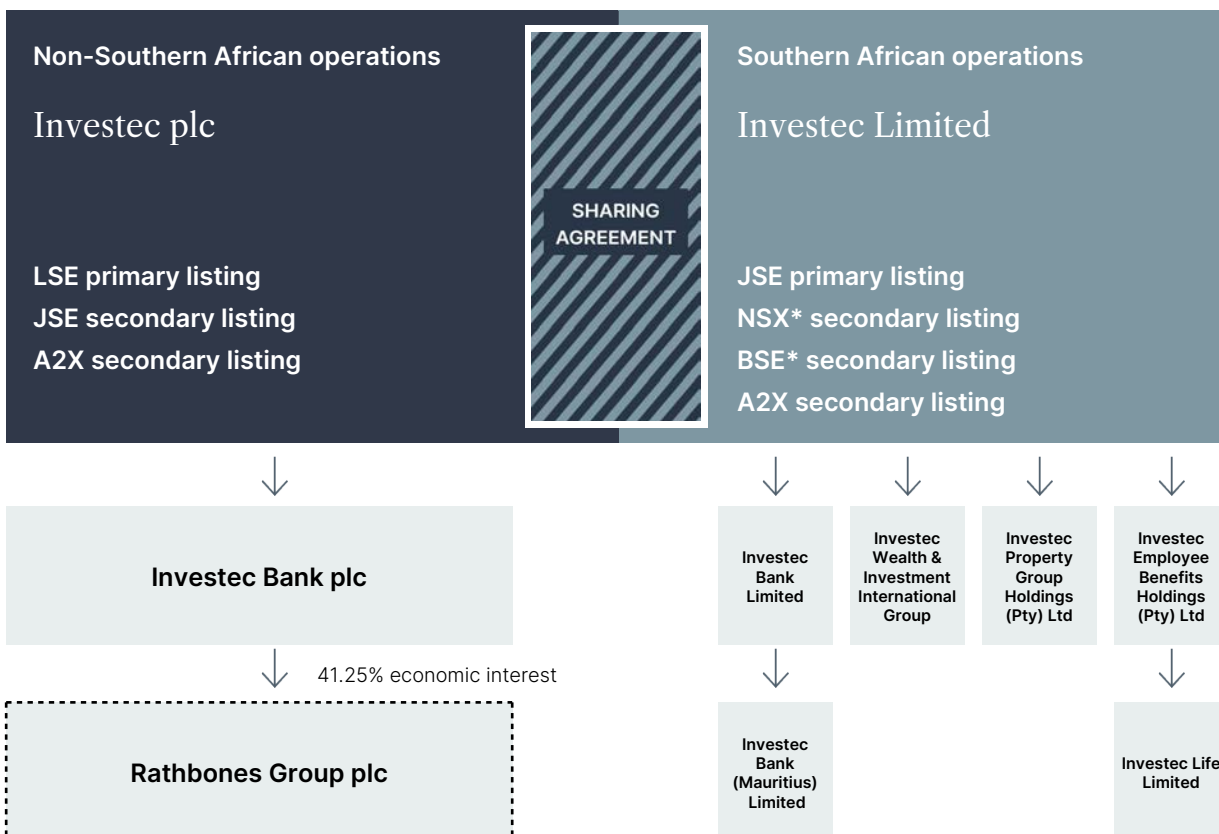 Non-Southern African operations
Investec plc
LSE primary listing
JSE secondary listing
A2X secondary listing
SHARING
AGREEMENT
Southern African operations
Investec Limited
JSE primary listing
NSX* secondary listing
BSE* secondary listing
A2X secondary listing
Investec Bank plc
41.25% economic interest
Rathbones Group plc
Investec
Bank
Limited
Investec
Wealth &
Investment
International
Group
Investec
Property
Group
Holdings
(Pty) Ltd
Investec
Employee
Benefits
Holdings
(Pty) Ltd
Investec
Bank
(Mauritius)
Limited
Investec Life
Limited